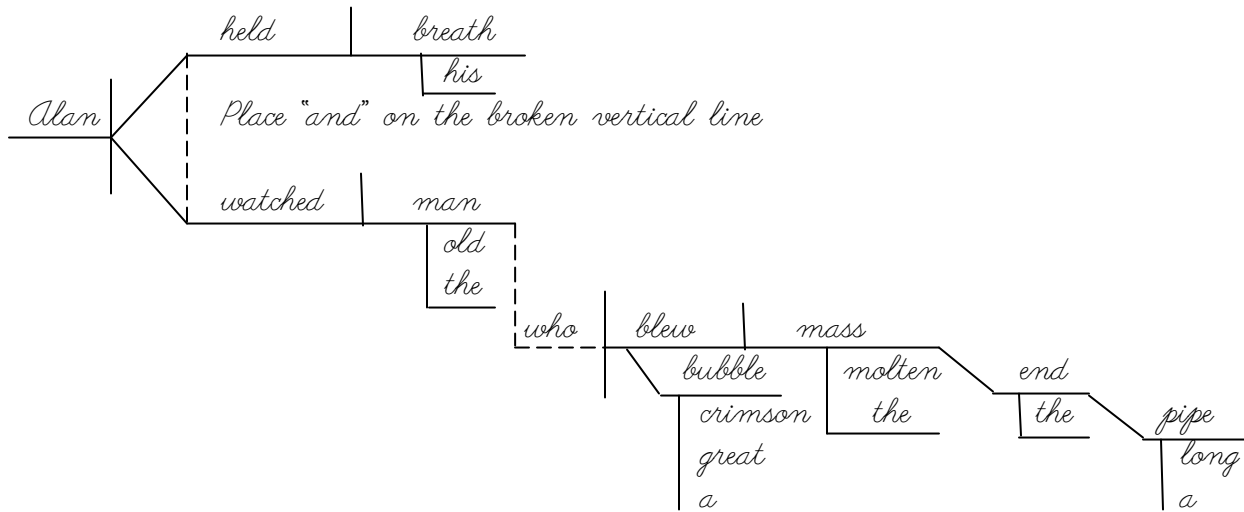 held breath
his
Alan
Place “and” on the broken vertical line
watched man
old
the
who blew mass
bubble molten end
crimson the the pipe
great long
a a